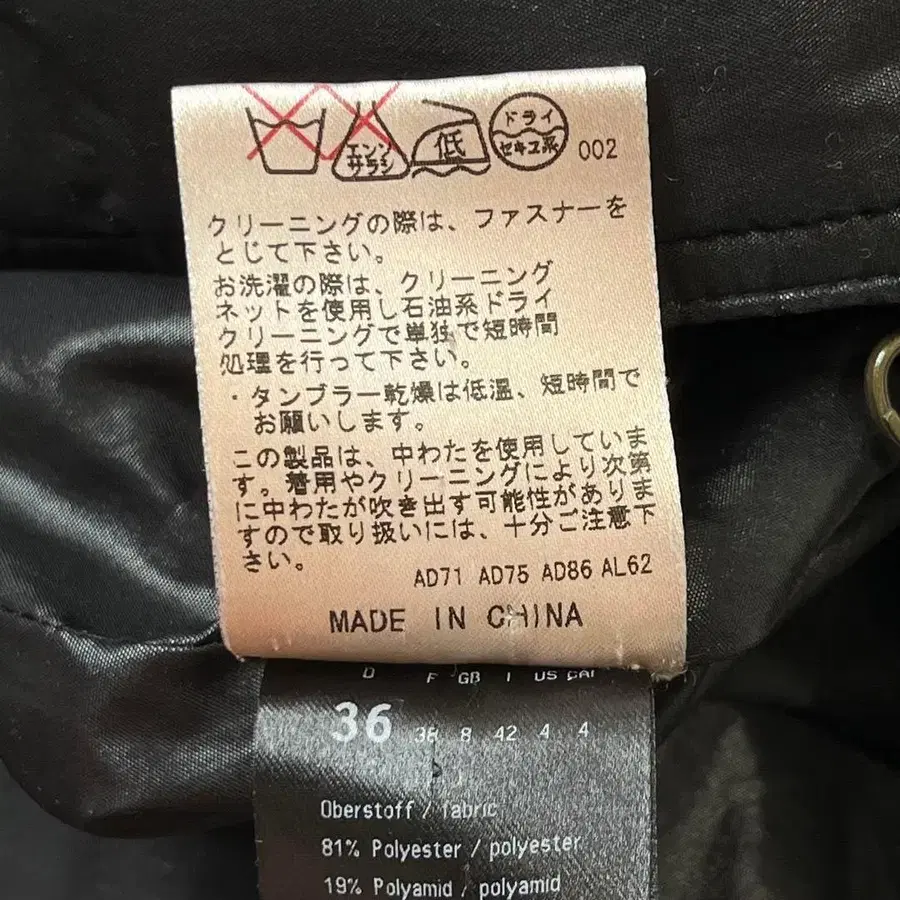 エンソ
サラシ
低
ドライ
セキユ系
002
クリーニングの際は、ファスナーを
とじて下さい。
お洗濯の際は、クリーニング
ネットを使用し石油系ドライ
クリーニングで単独で短時間
処理を行って下さい。
・タンブラー乾燥は低温、短時間で
お願いします。
この製品は、中わたを使用していま
す。着用やクリーニングにより次第
に中わたが吹き出す可能性がありま
すので取り扱いには、十分ご注意下
さい。
AD71 AD75 AD86 AL62
MADE IN CHINA
D F GB I US CAN
36 38 8 42 4 4
Oberstoff / fabric
81% Polyester / polyester
19% Polyamid / polyamid